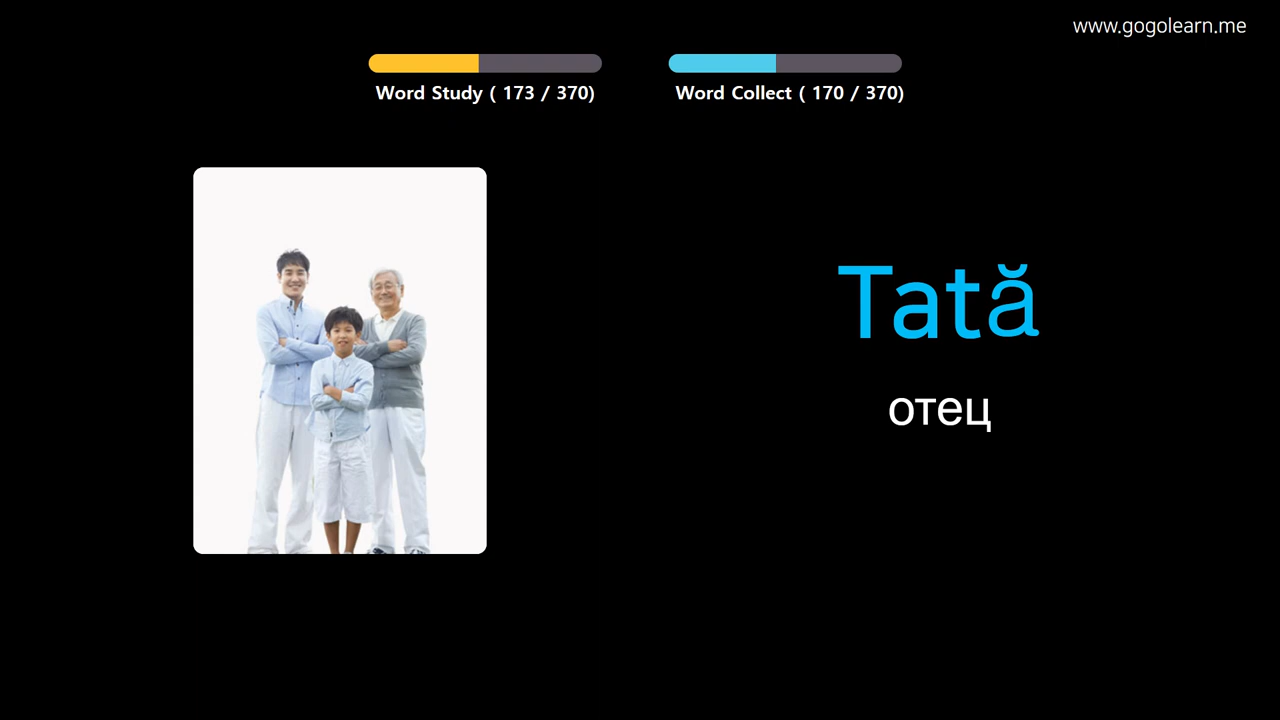 www.gogolearn.me
Word Study ( 173 / 370)
Word Collect ( 170 / 370)
Tată
отец